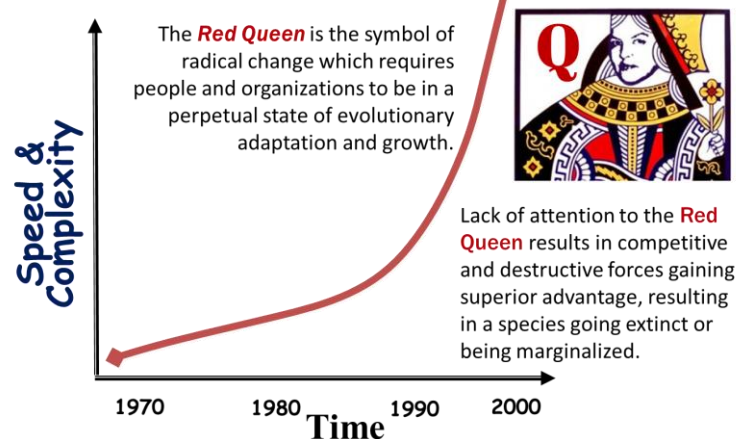 The Red Queen is the symbol of
radical change which requires
people and organizations to be in a
perpetual state of evolutionary
adaptation and growth.
Q
Speed &
Complexity
Lack of attention to the Red
Queen results in competitive
and destructive forces gaining
superior advantage, resulting
in a species going extinct or
being marginalized.
1970 1980 1990 2000
Time